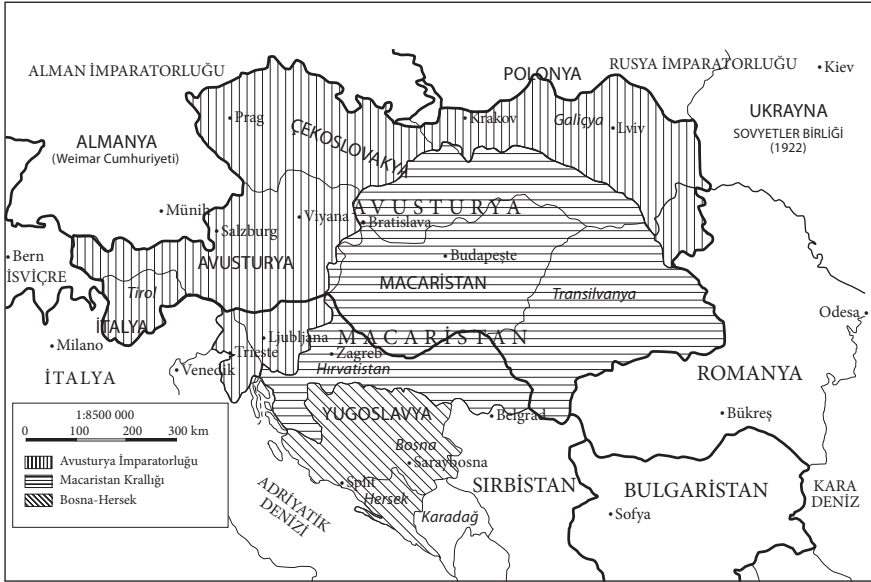 ALMAN İMPARATORLUĞU
POLONYA
RUSYA İMPARATORLUĞU
Kiev
Prag
ÇEKOSLOVAKYA
Krakov
Galiçya
Lviv
UKRAYNA
SOVYETLER BİRLİĞİ
(1922)
ALMANYA
(Weimar Cumhuriyeti)
Münih
Salzburg
Viyana
AVUSTURYA
Bratislava
Bern
İSVİÇRE
AVUSTURYA
Budapeşte
MACARİSTAN
Tirol
Transilvanya
Odesa
İTALYA
Milano
Ljubljana
MACARİSTAN
Trieste
Zagreb
Venedik
Hırvatistan
İTALYA
ROMANYA
Bükreş
YUGOSLAVYA
Belgrad
Bosna
Saraybosna
Split
Hersek
SIRBİSTAN
BULGARİSTAN
Sofya
KARA
DENİZ
Karadağ
ADRİYATİK
DENİZİ
1:8500 000
0 100 200 300 km
Avusturya İmparatorluğu
Macaristan Krallığı
Bosna-Hersek